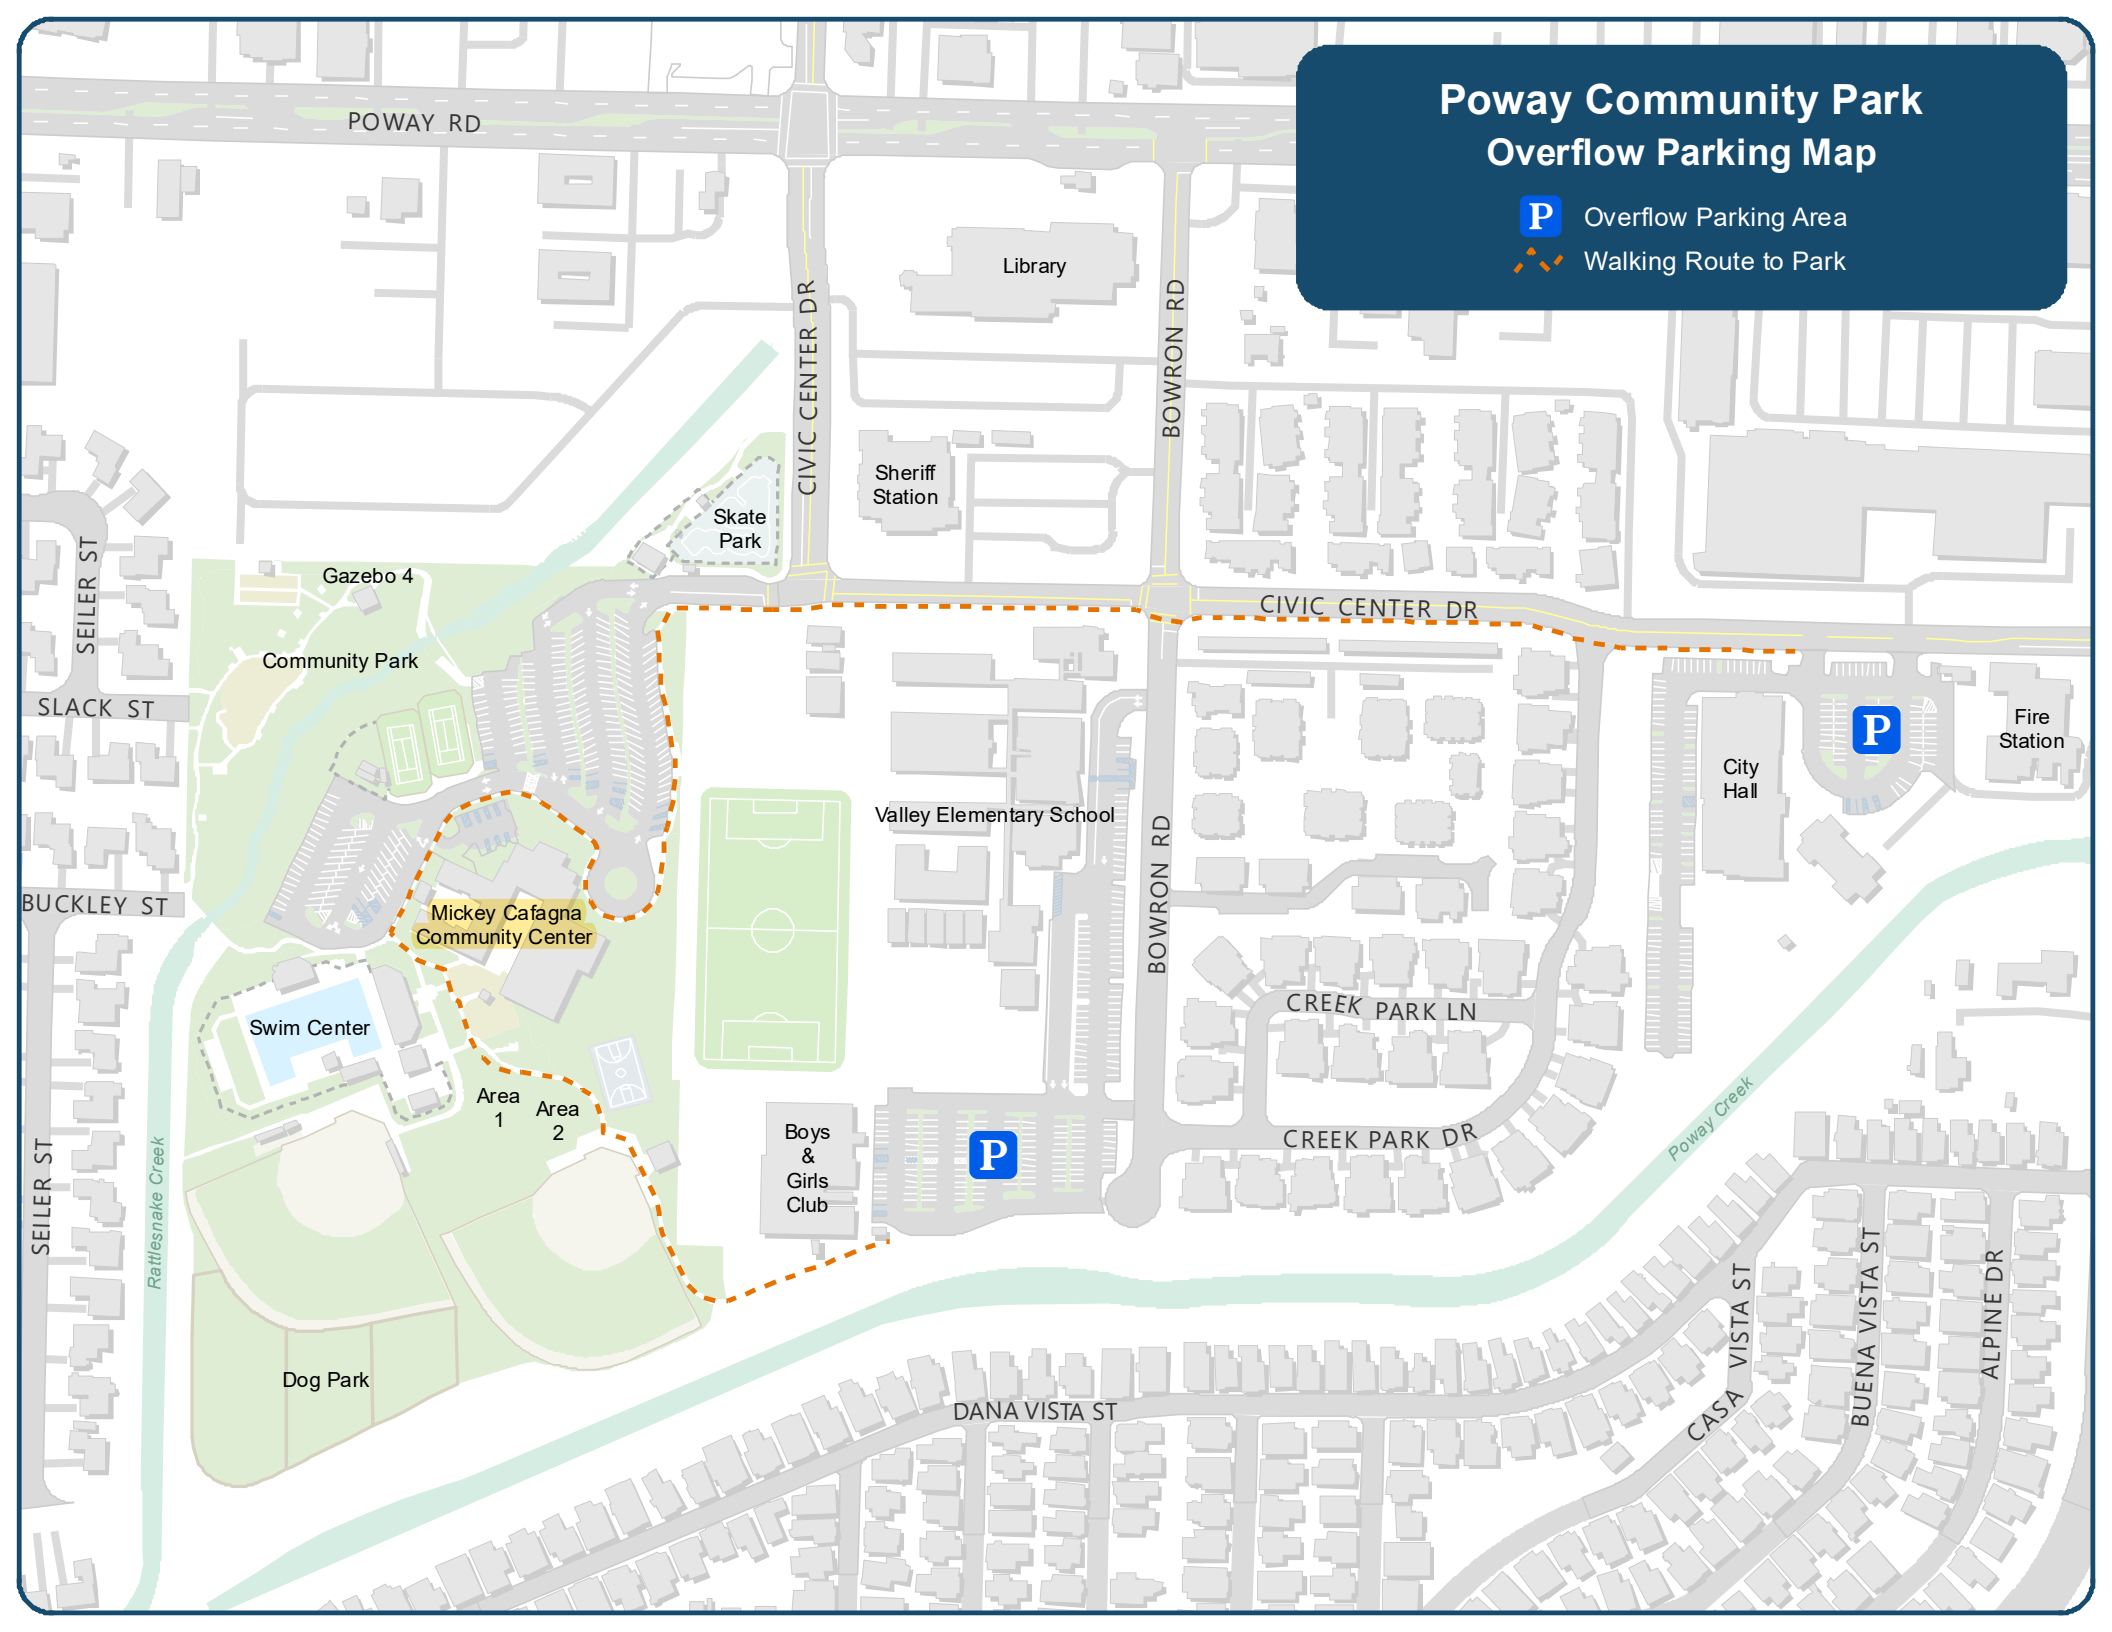 Poway Community Park
Overflow Parking Map
P
Overflow Parking Area
Walking Route to Park
POWAY RD
Library
CIVIC CENTER DR
BOWRON RD
Sheriff
Station
Skate
Park
Gazebo 4
SEILER ST
CIVIC CENTER DR
Community Park
SLACK ST
P
Fire
Station
City
Hall
Valley Elementary School
BOWRON RD
BUCKLEY ST
Mickey Cafagna
Community Center
CREEK PARK LN
Swim Center
Area
1
Area
2
Boys
&
Girls
Club
P
CREEK PARK DR
Poway Creek
SEILER ST
Rattlesnake Creek
CASA VISTA ST
BUENA VISTA ST
ALPINE DR
Dog Park
DANA VISTA ST